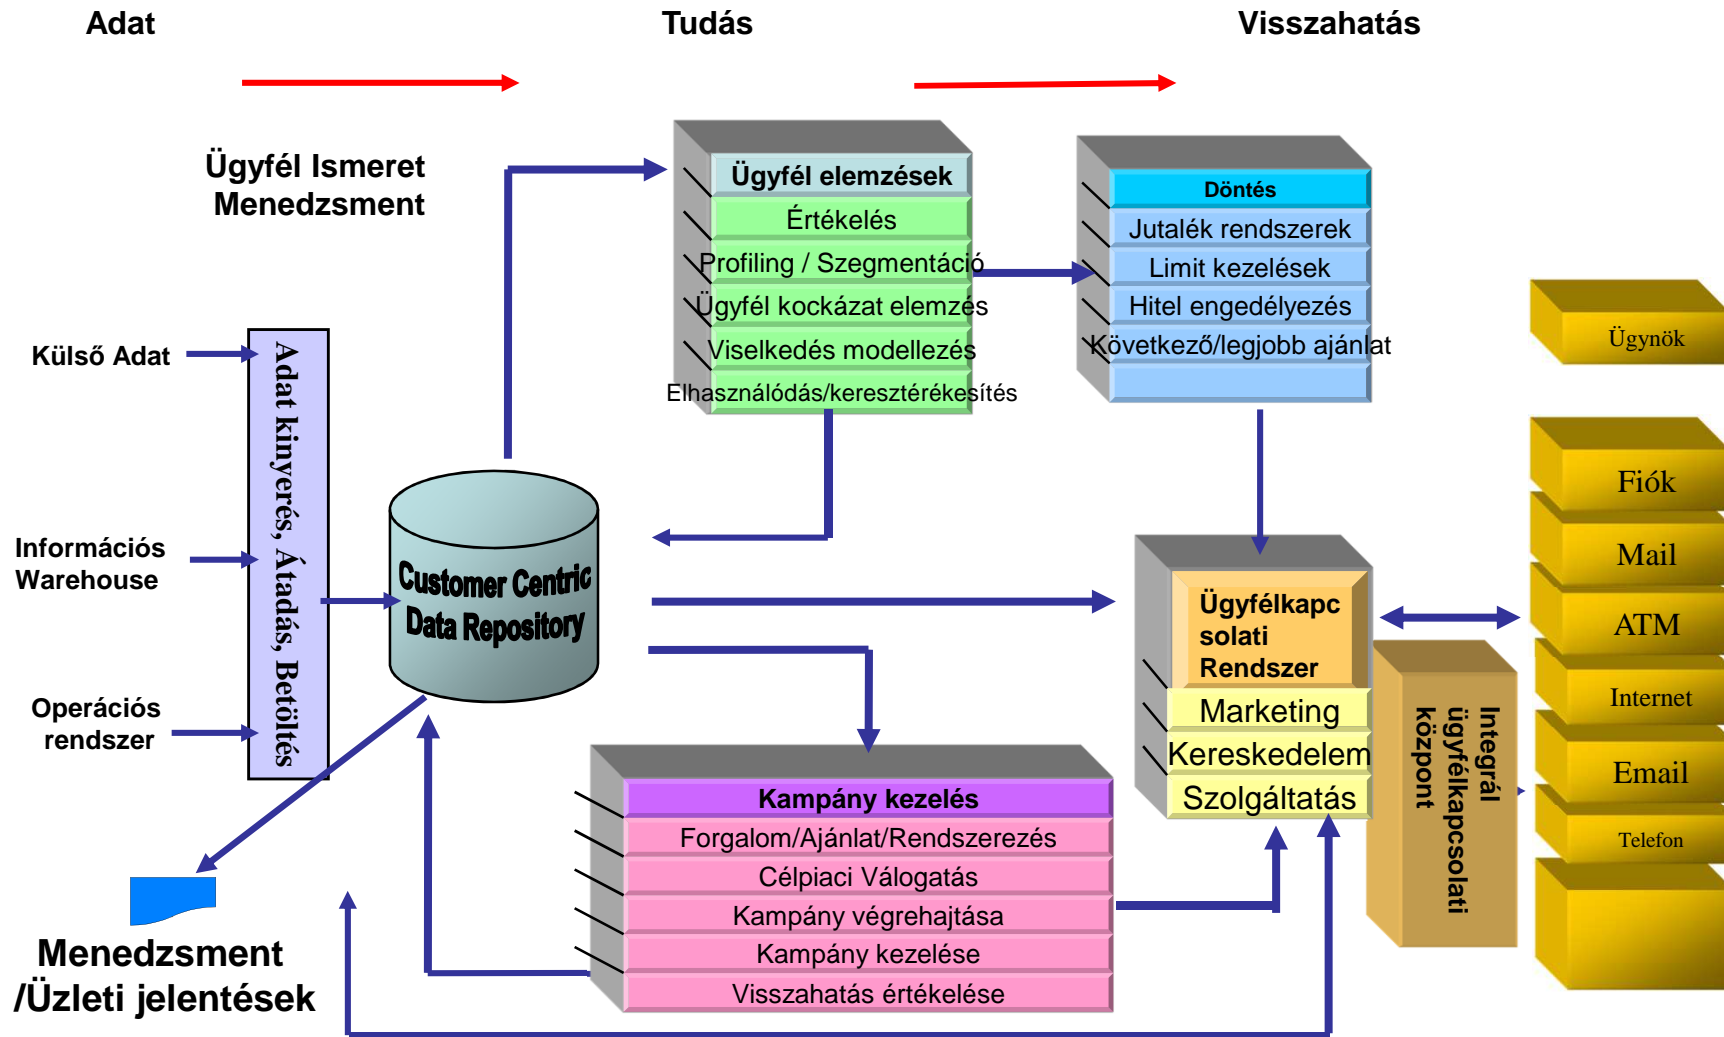 Adat
Tudás
Visszahatás
Ügyfél Ismeret
Menedzsment
Külső Adat
Információs
Warehouse
Operációs
rendszer
Adat kinyerés, Átadás, Betöltés
Customer Centric
Data Repository
Menedzsment
/Üzleti jelentések
Ügyfél elemzések
Értékelés
Profiling / Szegmentáció
Ügyfél kockázat elemzés
Viselkedés modellezés
Elhasználódás/keresztérékesítés
Döntés
Jutalék rendszerek
Limit kezelések
Hitel engedélyezés
Következő/legjobb ajánlat
Kampány kezelés
Forgalom/Ajánlat/Rendszerezés
Célpiaci Válogatás
Kampány végrehajtása
Kampány kezelése
Visszahatás értékelése
Ügyfélkapc
solati
Rendszer
Marketing
Kereskedelem
Szolgáltatás
Integrál
ügyfélkapcsolati
központ
Ügynök
Fiók
Mail
ATM
Internet
Email
Telefon